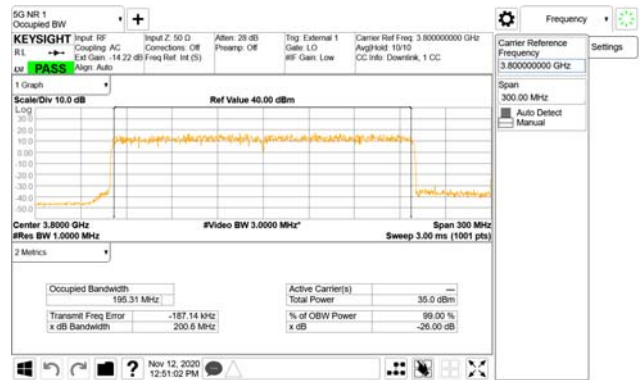 5G NR 1
Occupied BW
Frequency
KEYSIGHT Input: RF Input Z: 50 Ω Atten: 28 dB Trig: External 1 Carrier Ref Freq: 3.800000000 GHz
RL Coupling: AC Corrections: Off Preamp: Off Gate: LO Avg|Hold: 10/10
Ext Gain: -14.22 dB Freq Ref: Int (S) #IF Gain: Low CC Info: Downlink, 1 CC
PASS Align: Auto
Carrier Reference
Frequency
3.800000000 GHz
Settings
Span
300.00 MHz
Auto Detect
Manual
1 Graph
Scale/Div 10.0 dB Ref Value 40.00 dBm
Log
30.0
20.0
10.0
0.00
-10.0
-20.0
-30.0
-40.0
-50.0
Center 3.8000 GHz #Video BW 3.0000 MHz* Span 300 MHz
#Res BW 1.0000 MHz Sweep 3.00 ms (1001 pts)
2 Metrics
Occupied Bandwidth
195.31 MHz
Active Carrier(s) ---
Total Power 35.0 dBm
Transmit Freq Error -187.14 kHz
x dB Bandwidth 200.6 MHz
% of OBW Power 99.00 %
x dB -26.00 dB
Nov 12, 2020
12:51:02 PM